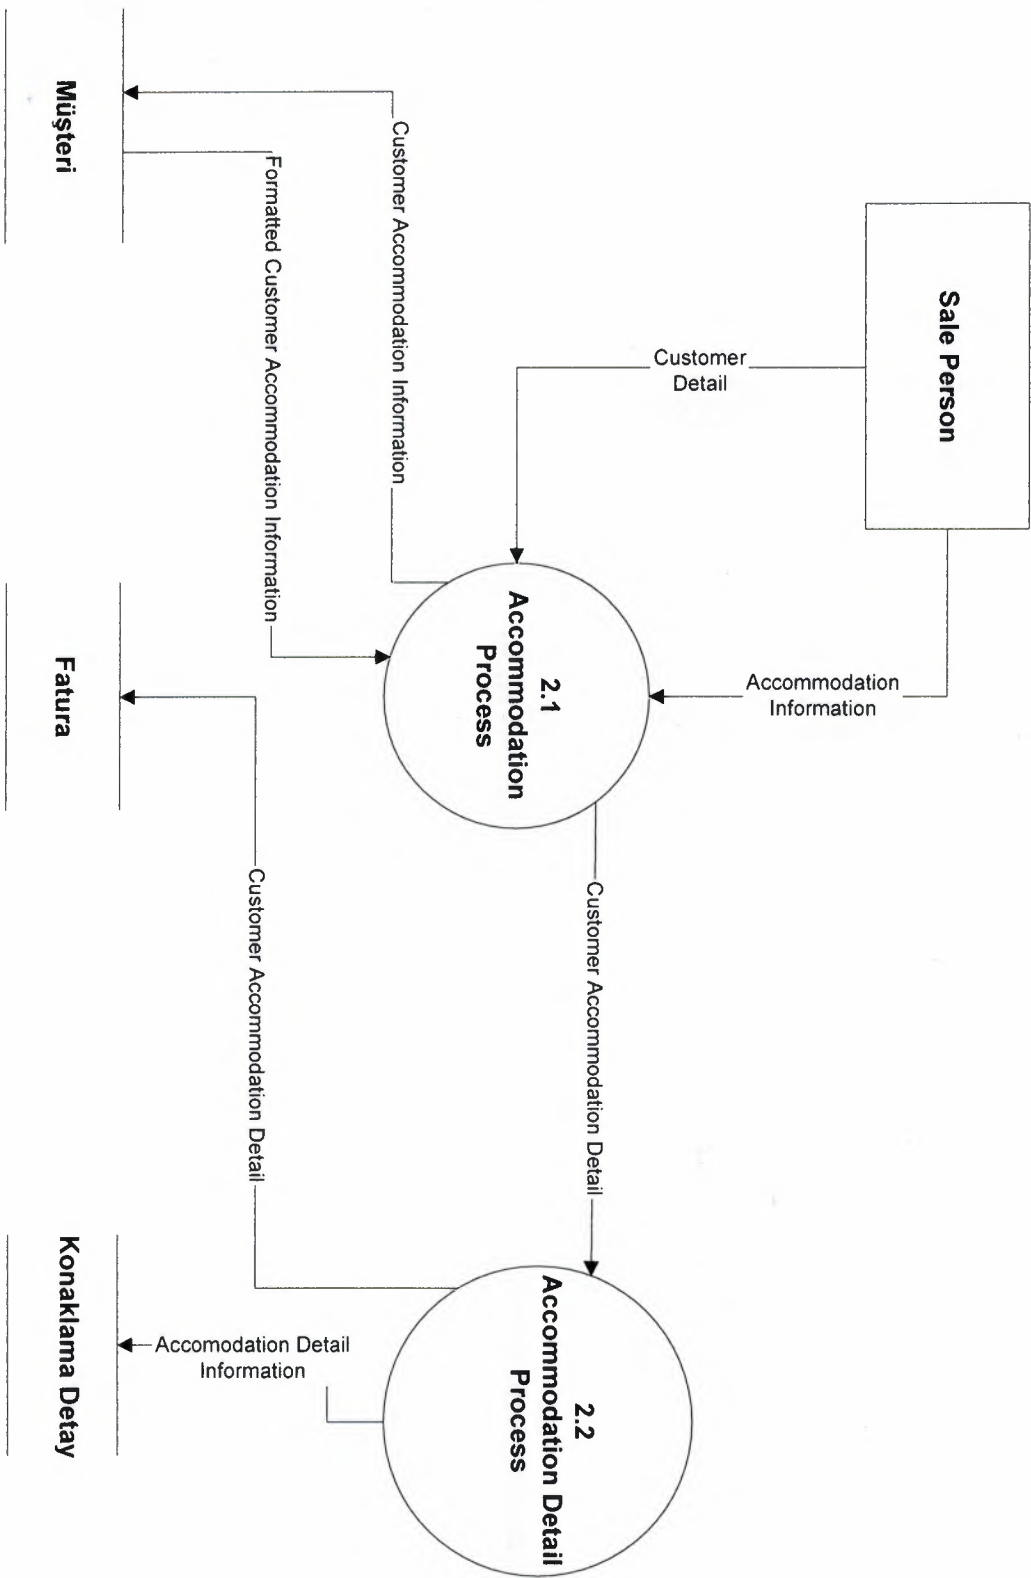 Sale Person
Customer
Detail
Accommodation
Information
Customer Accommodation Information
Formatted Customer Accommodation Information
2.1
Accommodation
Process
Customer Accommodation Detail
2.2
Accommodation Detail
Process
Customer Accommodation Detail
Accomodation Detail
Information
Müşteri
Fatura
Konaklama Detay